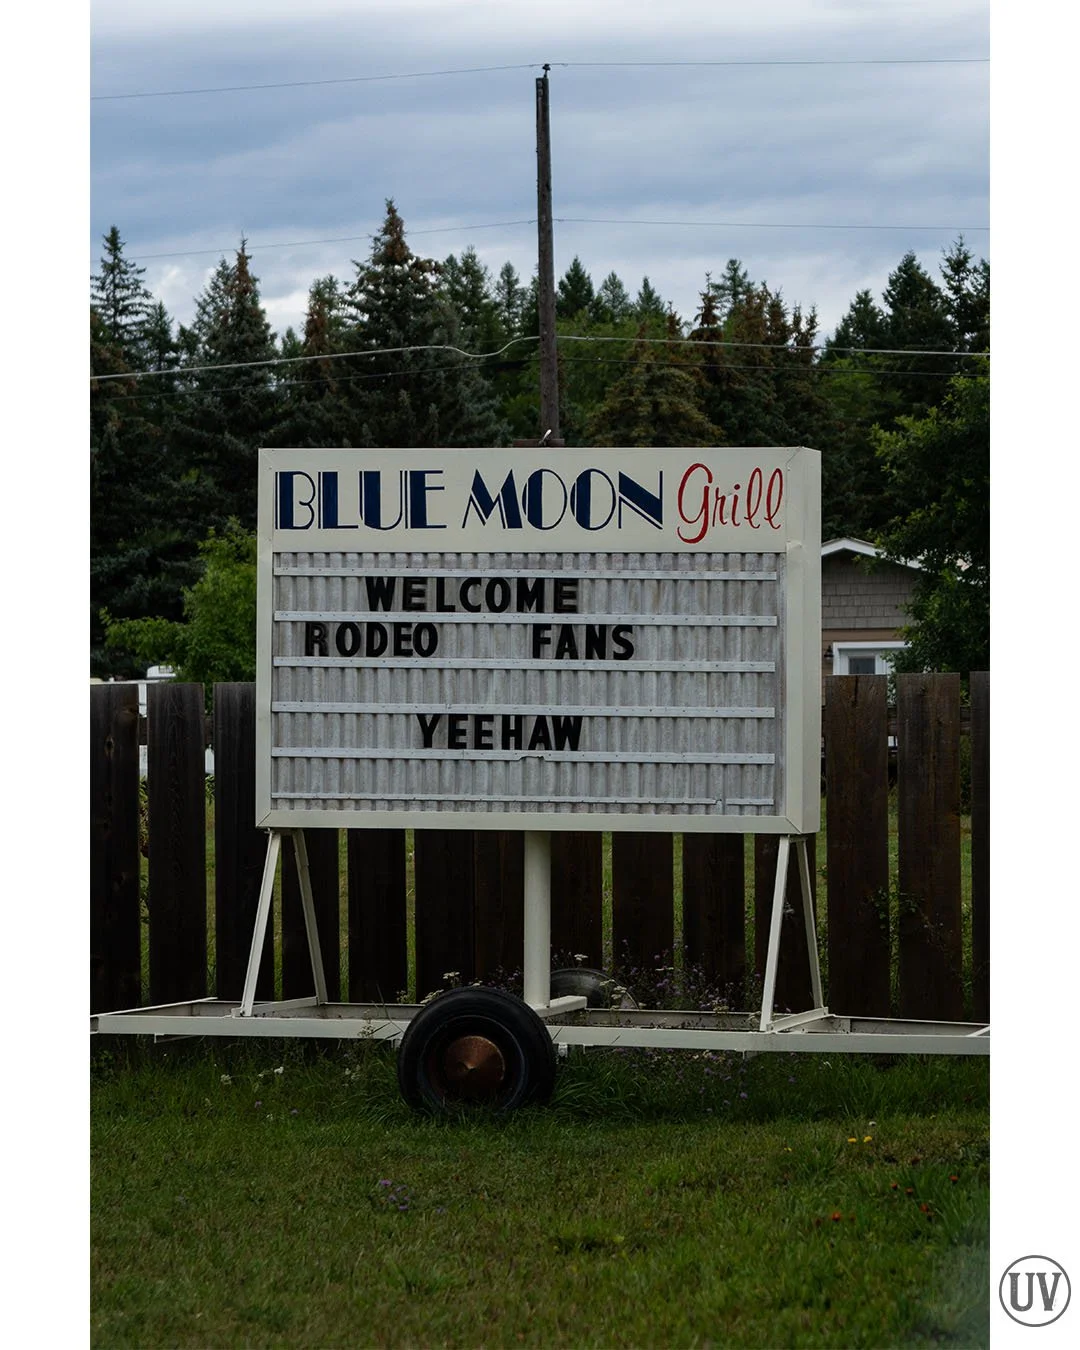 BLUE MOON Grill
WELCOME
RODEO FANS
YEEHAW
UV